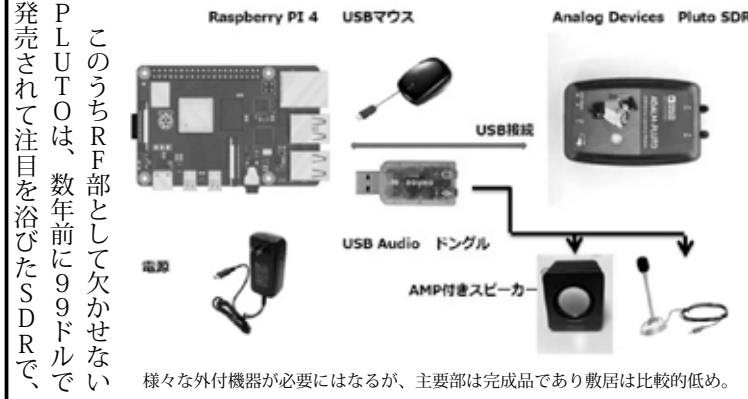 このうちRF部として欠かせない
PLUTOは、数年前に99ドルで
発売されて注目を浴びたSDRで、
Raspberry PI 4
USBマウス
Analog Devices Pluto SDR
USB接続
USB Audio ドングル
電源
AMP付きスピーカー
様々な外付機器が必要にはなるが、主要部は完成品であり敷居は比較的低め。